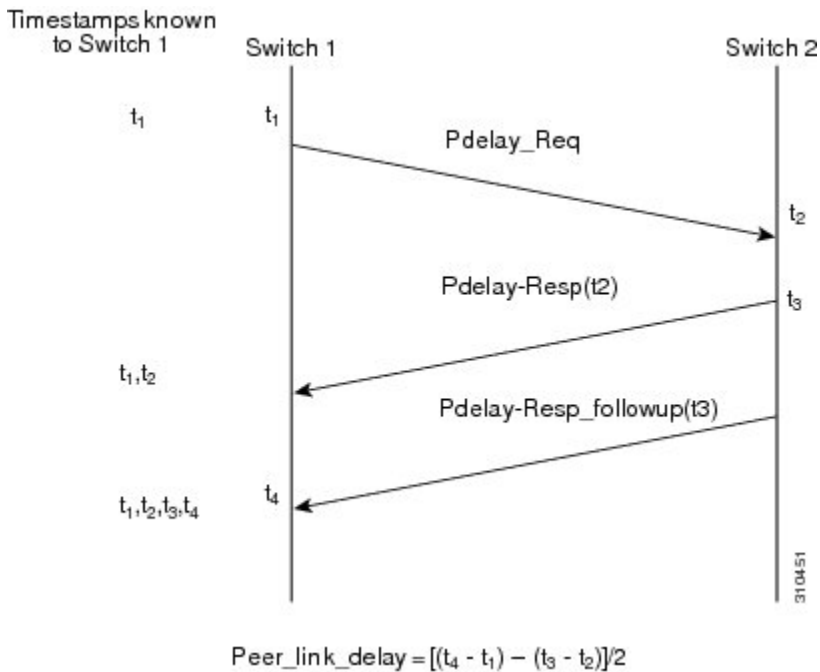 Timestamps known
to Switch 1
Switch 1
Switch 2
t₁
t₁
Pdelay_Req
t₂
Pdelay-Resp(t2)
t₃
t₁,t₂
Pdelay-Resp_followup(t3)
t₁,t₂,t₃,t₄
t₄
310451
Peer_link_delay = [(t₄ - t₁) – (t₃ - t₂)]/2